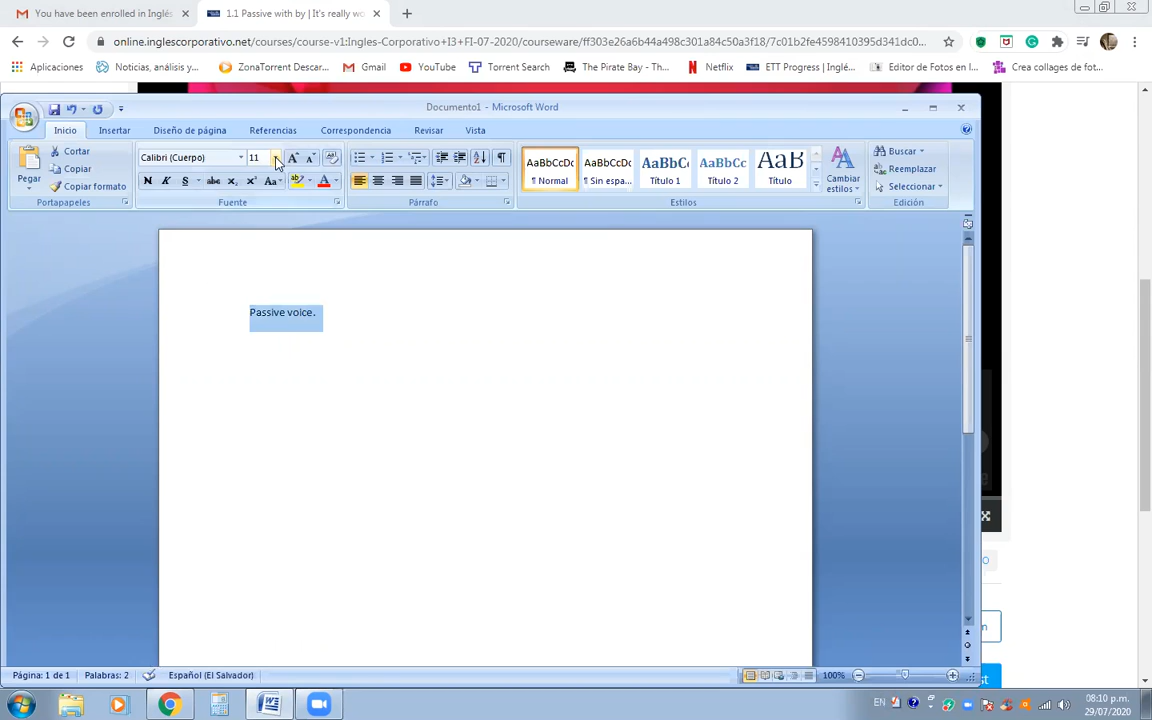 You have been enrolled in Inglés
1.1 Passive with by | It's really wo
online.inglescorporativo.net/courses/course-v1:Ingles-Corporativo+I3+FI-07-2020/courseware/ff303e26a6b44a498c301a84c50a3f18/7c01b2fe4598410395d341dc0...
Aplicaciones
Noticias, análisis y...
ZonaTorrent Descar...
Gmail
YouTube
Torrent Search
The Pirate Bay - Th...
Netflix
ETT Progress | Inglé...
Editor de Fotos en l...
Crea collages de fot...
Documento1 - Microsoft Word
Inicio
Insertar
Diseño de página
Referencias
Correspondencia
Revisar
Vista
Pegar
Cortar
Copiar
Copiar formato
Portapapeles
Calibri (Cuerpo)
11
Fuente
Párrafo
AaBbCcDc
¶ Normal
AaBbCcDc
¶ Sin espa...
AaBbCc
Título 1
AaBbCc
Título 2
AaB
Título
Cambiar
estilos
Estilos
Buscar
Reemplazar
Seleccionar
Edición
Passive voice.
Página: 1 de 1
Palabras: 2
Español (El Salvador)
100%
EN
08:10 p.m.
29/07/2020